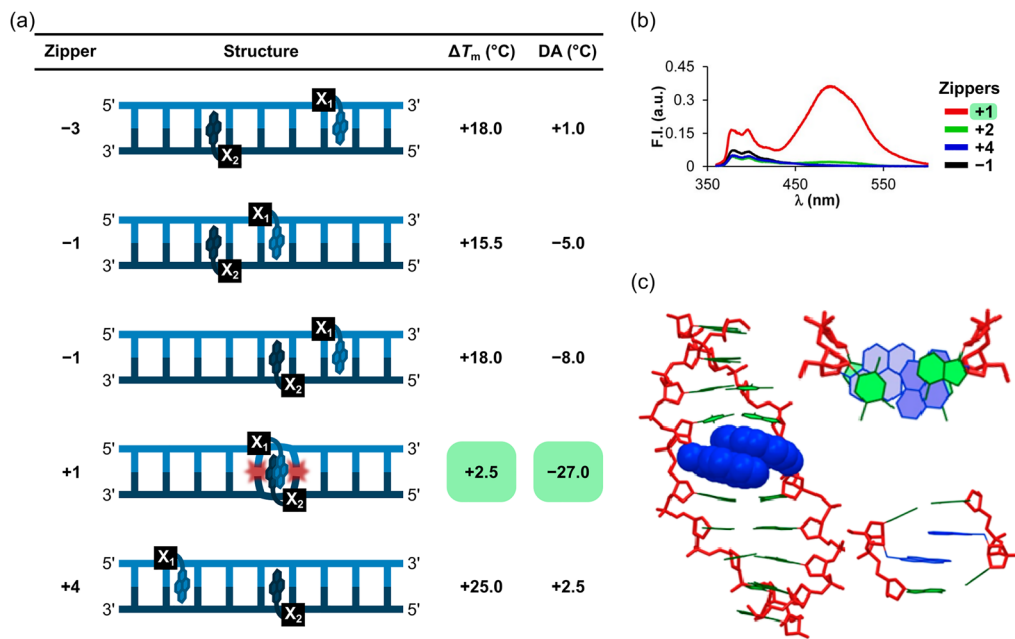 (a)
Zipper Structure ΔTm (°C) DA (°C)
5' X1 3'
−3 +18.0 +1.0
3' X2 5'
5' X1 3'
−1 +15.5 −5.0
3' X2 5'
5' X1 3'
−1 +18.0 −8.0
3' X2 5'
5' X1 3'
+1 +2.5 −27.0
3' X2 5'
5' X1 3'
+4 +25.0 +2.5
3' X2 5'
(b)
F.I. (a.u.)
0.45
0.3
0.15
0
350 450 550
λ (nm)
Zippers
+1
+2
+4
−1
(c)